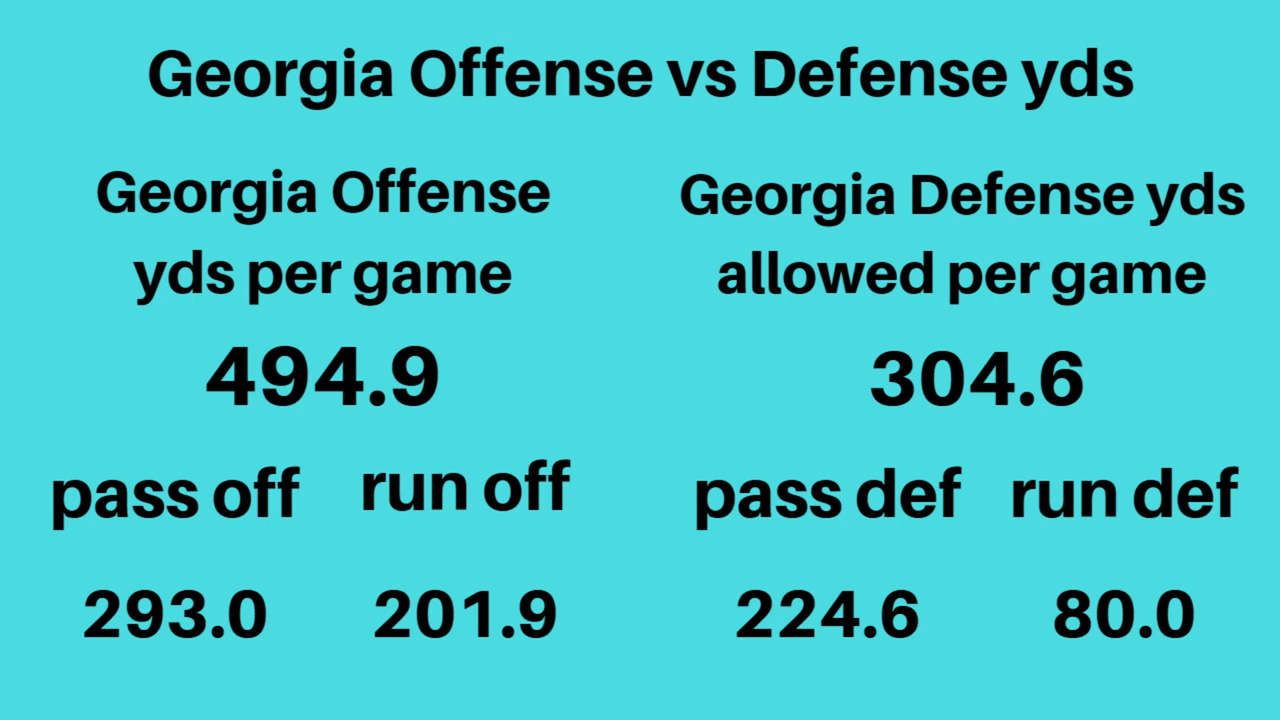 Georgia Offense vs Defense yds
Georgia Offense
yds per game
494.9
pass off
run off
293.0
201.9
Georgia Defense yds
allowed per game
304.6
pass def
run def
224.6
80.0